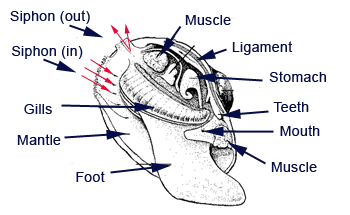 Siphon (out)
Muscle
Siphon (in)
Ligament
Stomach
Gills
Teeth
Mantle
Mouth
Foot
Muscle